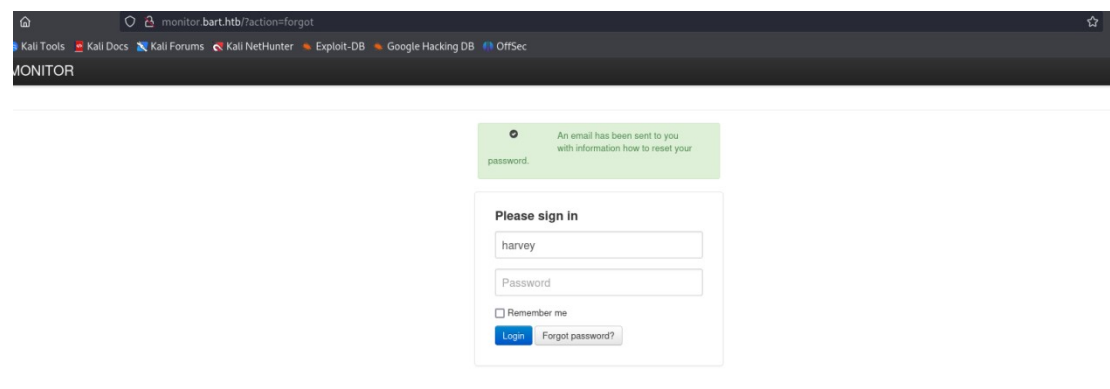 monitor.bart.htb/?action=forgot
Kali Tools Kali Docs Kali Forums Kali NetHunter Exploit-DB Google Hacking DB OffSec
MONITOR
An email has been sent to you
with information how to reset your
password.
Please sign in
harvey
Password
Remember me
Login Forgot password?